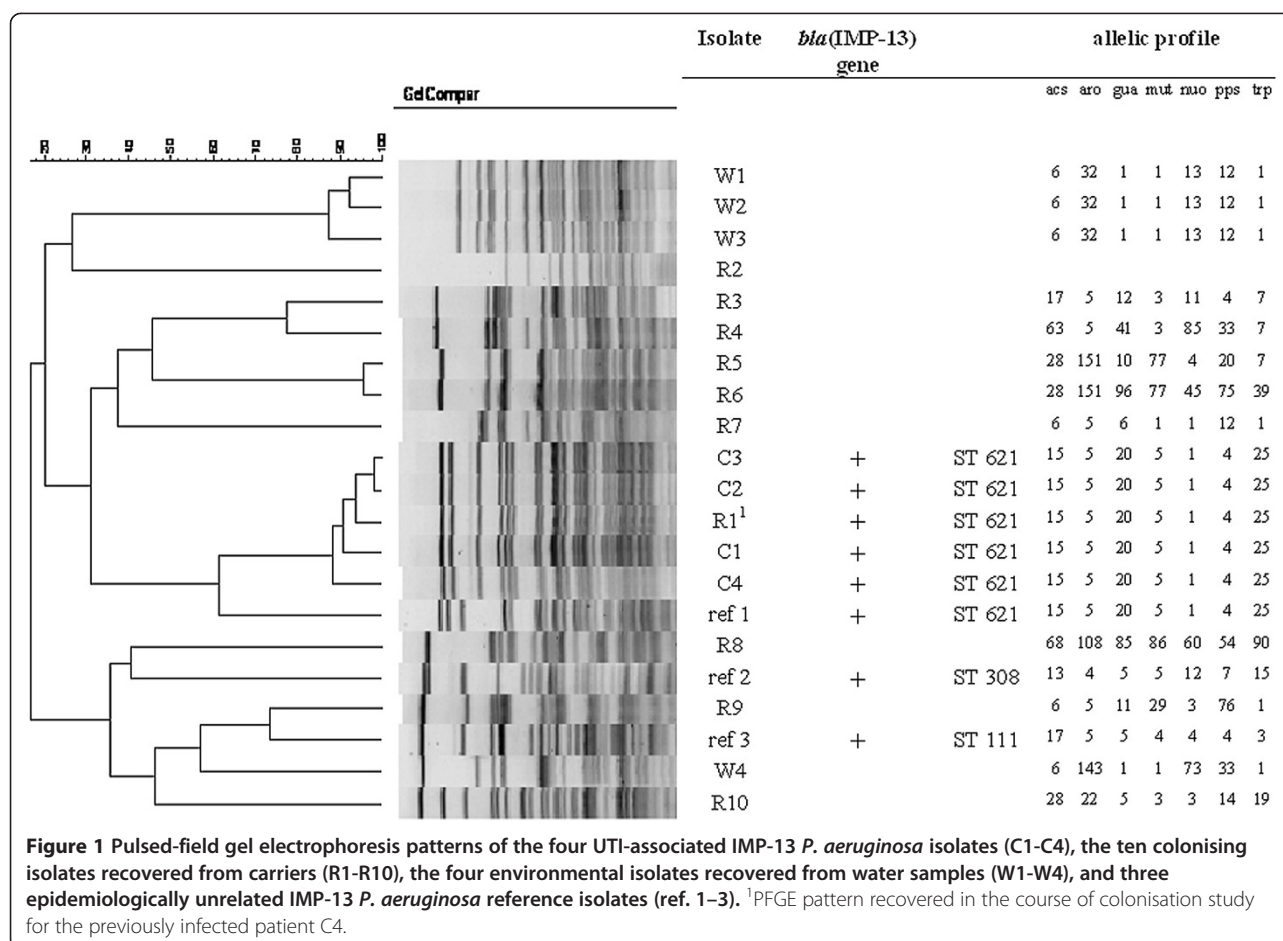 Isolate bla(IMP-13) gene allelic profile
acs aro gua mut nuo pps trp
GelCompar
20 30 40 50 60 70 80 90 100
W1 6 32 1 1 13 12 1
W2 6 32 1 1 13 12 1
W3 6 32 1 1 13 12 1
R2
R3 17 5 12 3 11 4 7
R4 63 5 41 3 85 33 7
R5 28 151 10 77 4 20 7
R6 28 151 96 77 45 75 39
R7 6 5 6 1 1 12 1
C3 + ST 621 15 5 20 5 1 4 25
C2 + ST 621 15 5 20 5 1 4 25
R1¹ + ST 621 15 5 20 5 1 4 25
C1 + ST 621 15 5 20 5 1 4 25
C4 + ST 621 15 5 20 5 1 4 25
ref 1 + ST 621 15 5 20 5 1 4 25
R8 68 108 85 86 60 54 90
ref 2 + ST 308 13 4 5 5 12 7 15
R9 6 5 11 29 3 76 1
ref 3 + ST 111 17 5 5 4 4 4 3
W4 6 143 1 1 73 33 1
R10 28 22 5 3 3 14 19
Figure 1 Pulsed-field gel electrophoresis patterns of the four UTI-associated IMP-13 P. aeruginosa isolates (C1-C4), the ten colonising
isolates recovered from carriers (R1-R10), the four environmental isolates recovered from water samples (W1-W4), and three
epidemiologically unrelated IMP-13 P. aeruginosa reference isolates (ref. 1–3). ¹PFGE pattern recovered in the course of colonisation study
for the previously infected patient C4.